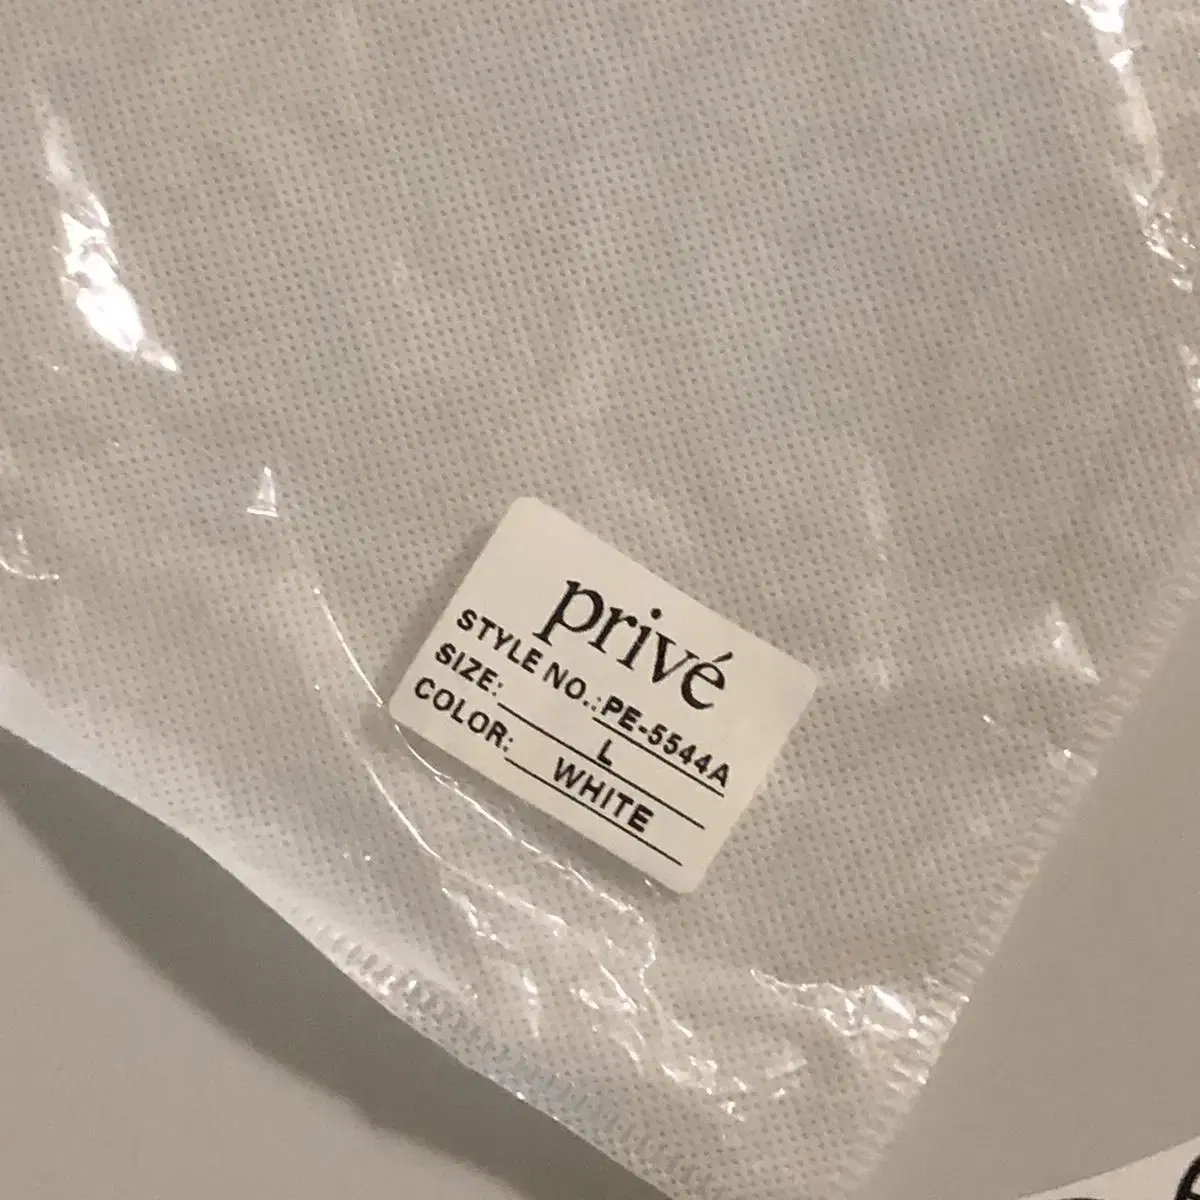 privé
STYLE NO.:PE-5544A
SIZE: L
COLOR: WHITE